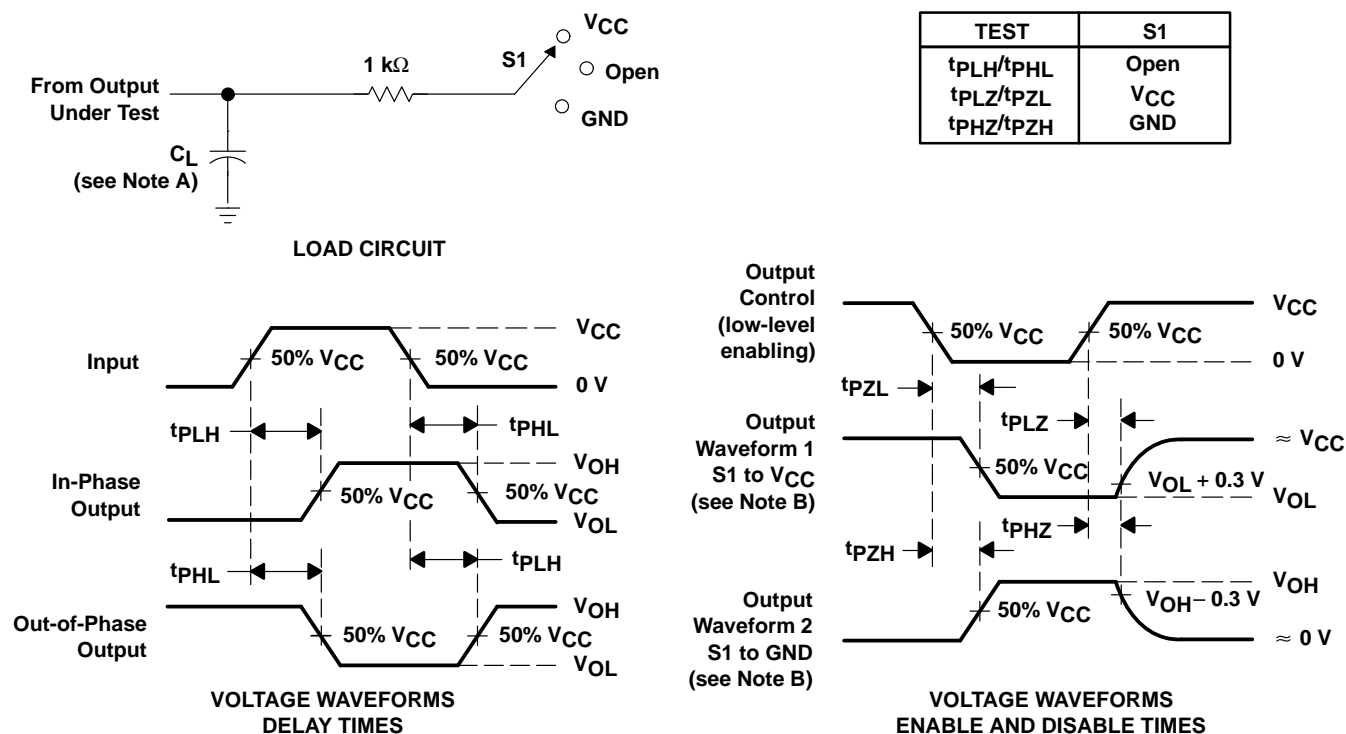 VCC
S1
1 kΩ
Open
GND
From Output
Under Test
CL
(see Note A)
LOAD CIRCUIT
TEST S1
tPLH/tPHL Open
tPLZ/tPZL VCC
tPHZ/tPZH GND
Input
50% VCC
50% VCC
VCC
0 V
tPLH
tPHL
In-Phase
Output
50% VCC
50% VCC
VOH
VOL
tPHL
tPLH
Out-of-Phase
Output
50% VCC
50% VCC
VOH
VOL
VOLTAGE WAVEFORMS
DELAY TIMES
Output
Control
(low-level
enabling)
50% VCC
50% VCC
VCC
0 V
tPZL
tPLZ
Output
Waveform 1
S1 to VCC
(see Note B)
50% VCC
VOL + 0.3 V
≈ VCC
VOL
tPZH
tPHZ
Output
Waveform 2
S1 to GND
(see Note B)
50% VCC
VOH – 0.3 V
VOH
≈ 0 V
VOLTAGE WAVEFORMS
ENABLE AND DISABLE TIMES